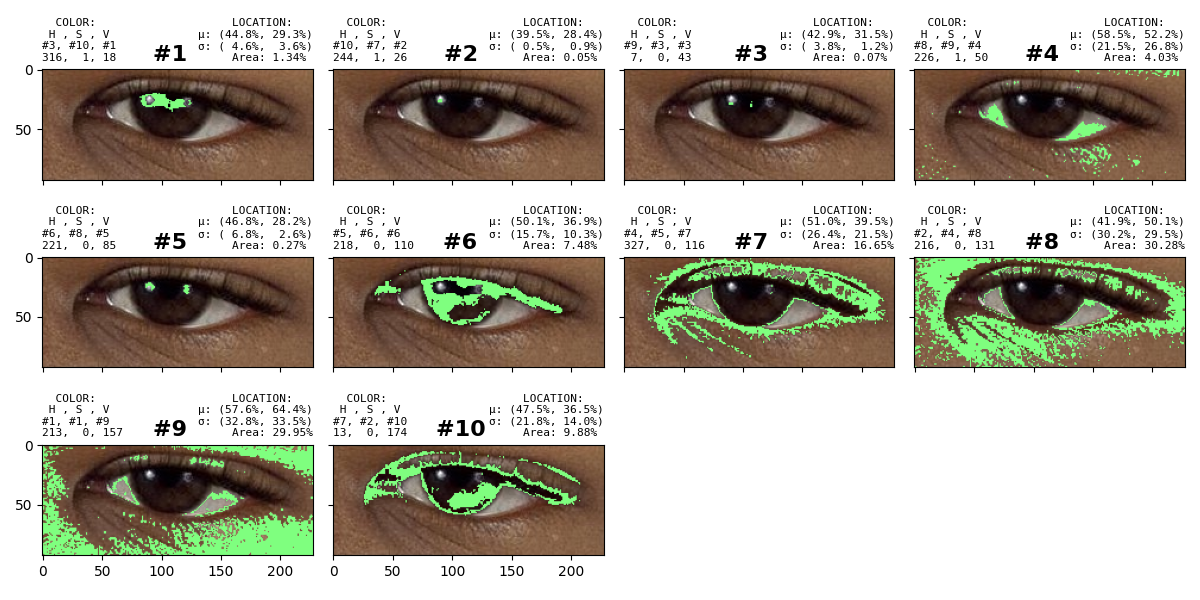 COLOR: LOCATION: COLOR: LOCATION: COLOR: LOCATION: COLOR: LOCATION:
H , S , V μ: (44.8%, 29.3%) H , S , V μ: (39.5%, 28.4%) H , S , V μ: (42.9%, 31.5%) H , S , V μ: (58.5%, 52.2%)
#3, #10, #1 #1 σ: ( 4.6%, 3.6%) #10, #7, #2 #2 σ: ( 0.5%, 0.9%) #9, #3, #3 #3 σ: ( 3.8%, 1.2%) #8, #9, #4 #4 σ: (21.5%, 26.8%)
316, 1, 18 Area: 1.34% 244, 1, 26 Area: 0.05% 7, 0, 43 Area: 0.07% 226, 1, 50 Area: 4.03%
0
50
COLOR: LOCATION: COLOR: LOCATION: COLOR: LOCATION: COLOR: LOCATION:
H , S , V μ: (46.8%, 28.2%) H , S , V μ: (50.1%, 36.9%) H , S , V μ: (51.0%, 39.5%) H , S , V μ: (41.9%, 50.1%)
#6, #8, #5 #5 σ: ( 6.8%, 2.6%) #5, #6, #6 #6 σ: (15.7%, 10.3%) #4, #5, #7 #7 σ: (26.4%, 21.5%) #2, #4, #8 #8 σ: (30.2%, 29.5%)
221, 0, 85 Area: 0.27% 218, 0, 110 Area: 7.48% 327, 0, 116 Area: 16.65% 216, 0, 131 Area: 30.28%
0
50
COLOR: LOCATION: COLOR: LOCATION:
H , S , V μ: (57.6%, 64.4%) H , S , V μ: (47.5%, 36.5%)
#1, #1, #9 #9 σ: (32.8%, 33.5%) #7, #2, #10 #10 σ: (21.8%, 14.0%)
213, 0, 157 Area: 29.95% 13, 0, 174 Area: 9.88%
0
50
0 50 100 150 200 0 50 100 150 200